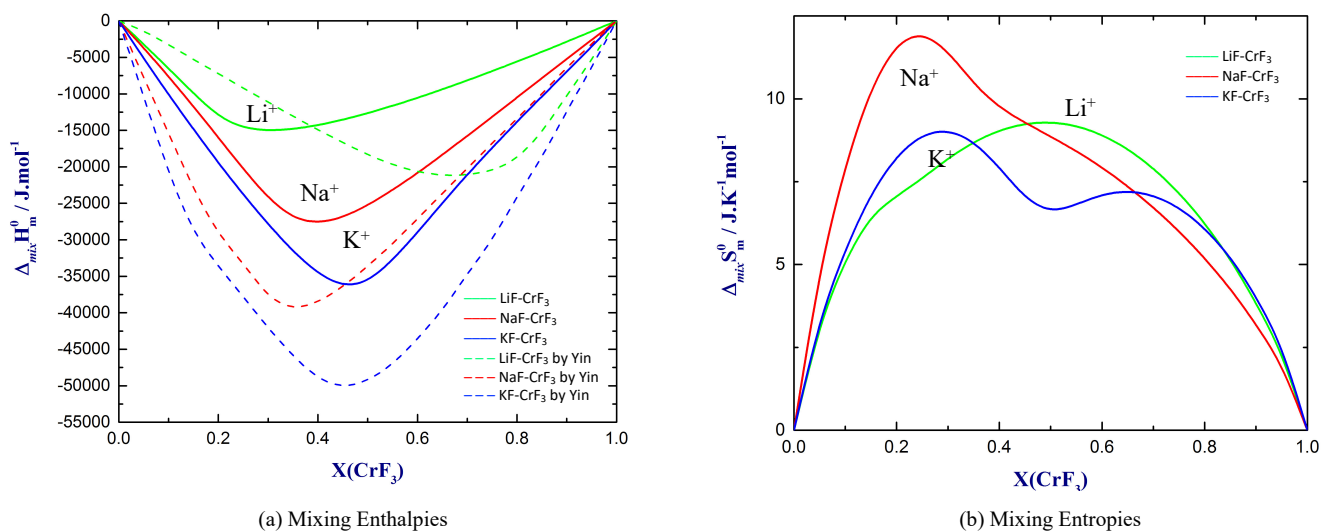 0
-5000
-10000
-15000
-20000
-25000
-30000
-35000
-40000
-45000
-50000
-55000
Δmix H⁰m / J.mol⁻¹
Li⁺
Na⁺
K⁺
LiF-CrF₃
NaF-CrF₃
KF-CrF₃
LiF-CrF₃ by Yin
NaF-CrF₃ by Yin
KF-CrF₃ by Yin
0.0 0.2 0.4 0.6 0.8 1.0
X(CrF₃)
(a) Mixing Enthalpies
10
5
0
Δmix S⁰m / J.K⁻¹mol⁻¹
Na⁺
Li⁺
K⁺
LiF-CrF₃
NaF-CrF₃
KF-CrF₃
0.0 0.2 0.4 0.6 0.8 1.0
X(CrF₃)
(b) Mixing Entropies